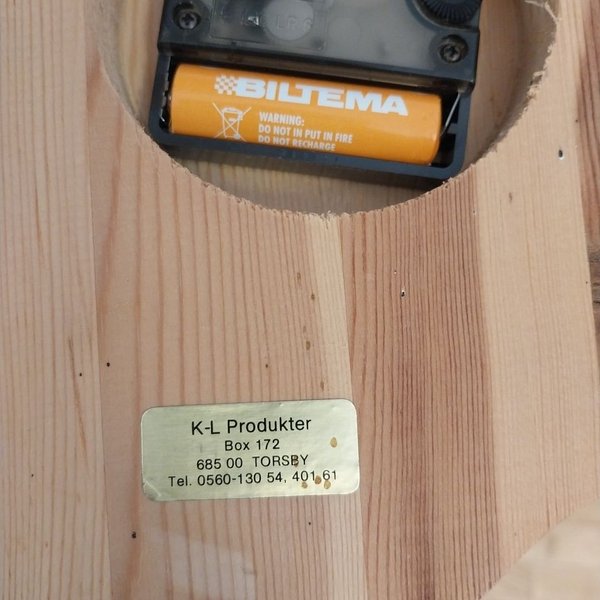 LR6
BILTEMA
WARNING:
DO NOT IN PUT IN FIRE
DO NOT RECHARGE
K-L Produkter
Box 172
685 00 TORSBY
Tel. 0560-130 54, 401 61